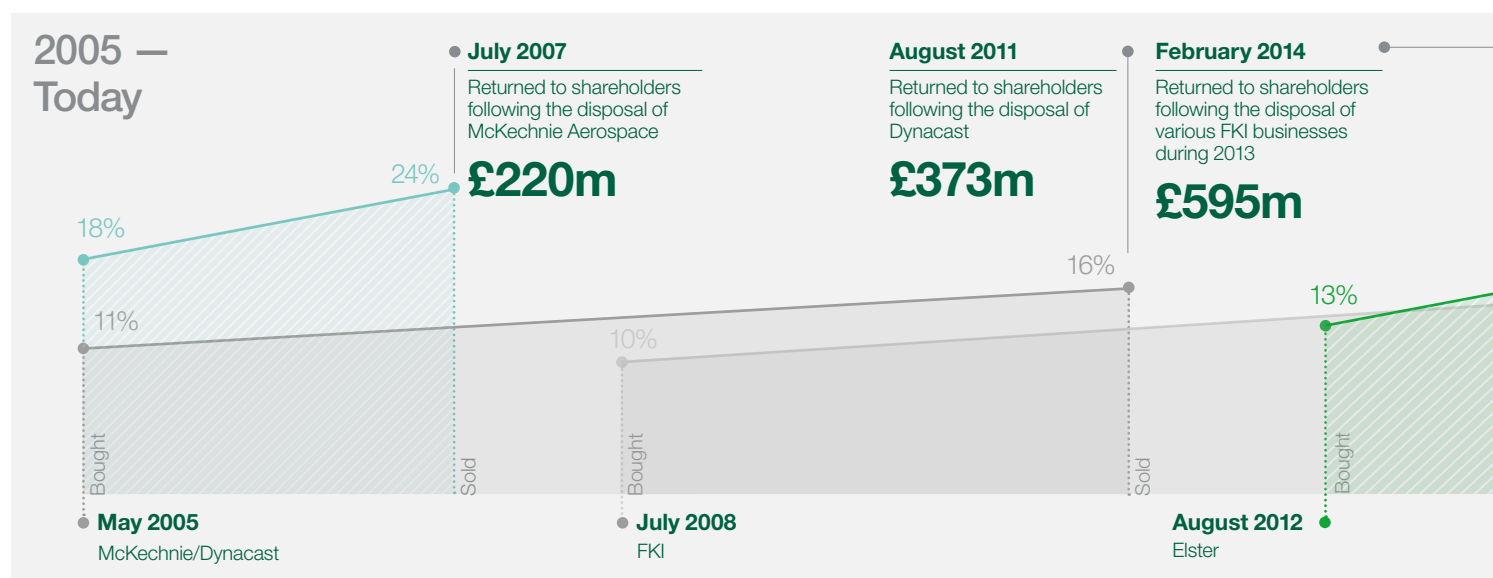 2005 —
Today
July 2007
Returned to shareholders
following the disposal of
McKechnie Aerospace
£220m
August 2011
Returned to shareholders
following the disposal of
Dynacast
£373m
February 2014
Returned to shareholders
following the disposal of
various FKI businesses
during 2013
£595m
24%
18%
11%
10%
16%
13%
Bought
Sold
Bought
Sold
Bought
May 2005
McKechnie/Dynacast
July 2008
FKI
August 2012
Elster